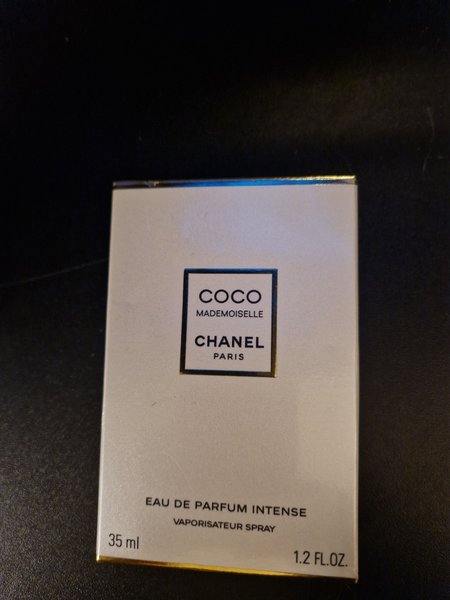 COCO
MADEMOISELLE
CHANEL
PARIS
EAU DE PARFUM INTENSE
VAPORISATEUR SPRAY
35 ml
1.2 FL.OZ.